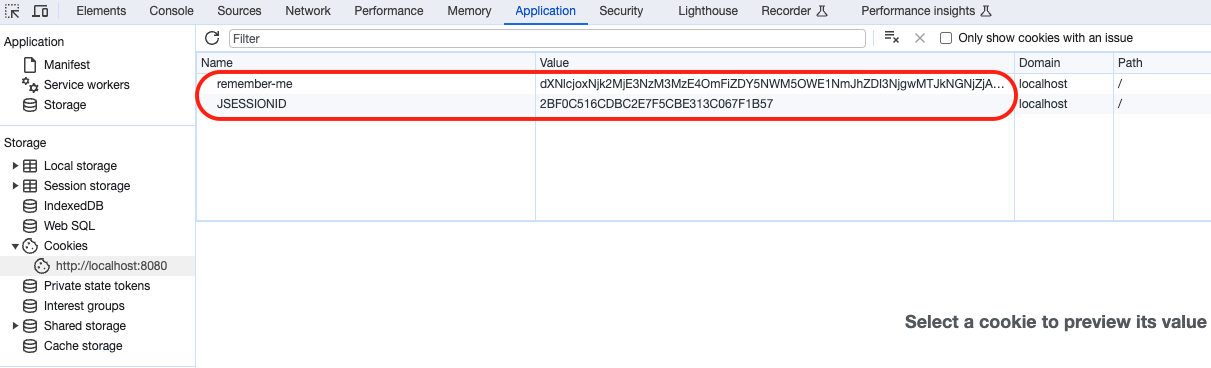 Elements Console Sources Network Performance Memory Application Security Lighthouse Recorder Performance insights
Application
Manifest
Service workers
Storage
Storage
Local storage
Session storage
IndexedDB
Web SQL
Cookies
http://localhost:8080
Private state tokens
Interest groups
Shared storage
Cache storage
Filter
Only show cookies with an issue
Name Value Domain Path
remember-me dXNlcjoxNjk2MjE3NzM3MzE4OmFiZDY5NWM5OWE1NmJhZDI3NjgwMTJkNGNjZjA... localhost /
JSESSIONID 2BF0C516CDBC2E7F5CBE313C067F1B57 localhost /
Select a cookie to preview its value